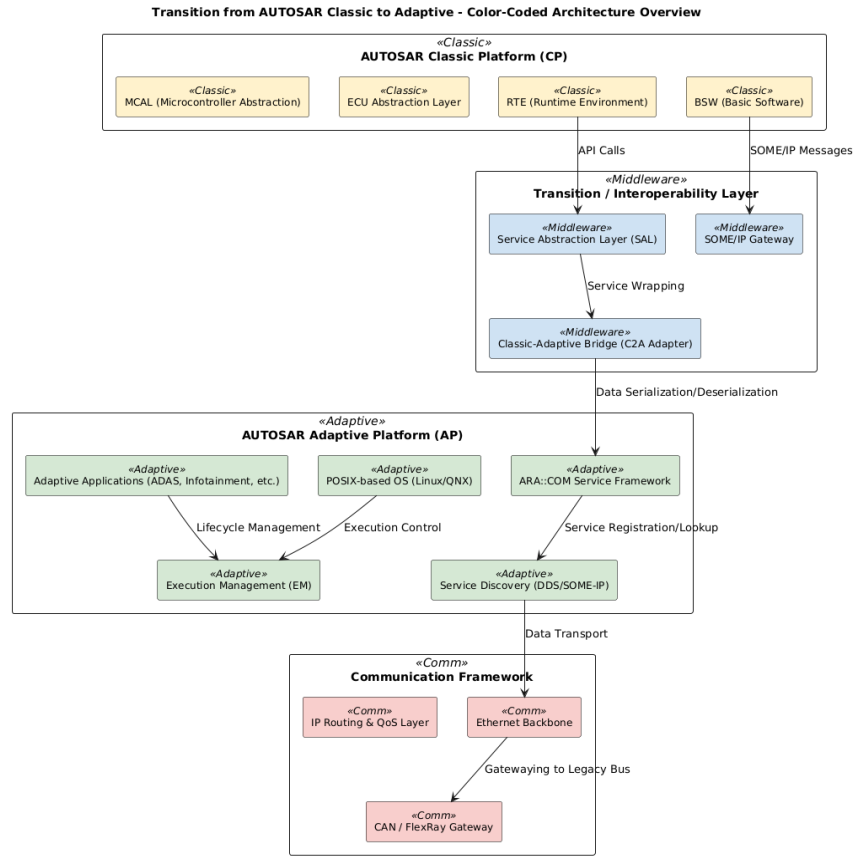 Transition from AUTOSAR Classic to Adaptive - Color-Coded Architecture Overview
«Classic»
AUTOSAR Classic Platform (CP)
«Classic»
MCAL (Microcontroller Abstraction)
«Classic»
ECU Abstraction Layer
«Classic»
RTE (Runtime Environment)
«Classic»
BSW (Basic Software)
API Calls
SOME/IP Messages
«Middleware»
Transition / Interoperability Layer
«Middleware»
Service Abstraction Layer (SAL)
«Middleware»
SOME/IP Gateway
Service Wrapping
«Middleware»
Classic-Adaptive Bridge (C2A Adapter)
Data Serialization/Deserialization
«Adaptive»
AUTOSAR Adaptive Platform (AP)
«Adaptive»
Adaptive Applications (ADAS, Infotainment, etc.)
«Adaptive»
POSIX-based OS (Linux/QNX)
«Adaptive»
ARA::COM Service Framework
Lifecycle Management
Execution Control
Service Registration/Lookup
«Adaptive»
Execution Management (EM)
«Adaptive»
Service Discovery (DDS/SOME-IP)
Data Transport
«Comm»
Communication Framework
«Comm»
IP Routing & QoS Layer
«Comm»
Ethernet Backbone
Gatewaying to Legacy Bus
«Comm»
CAN / FlexRay Gateway